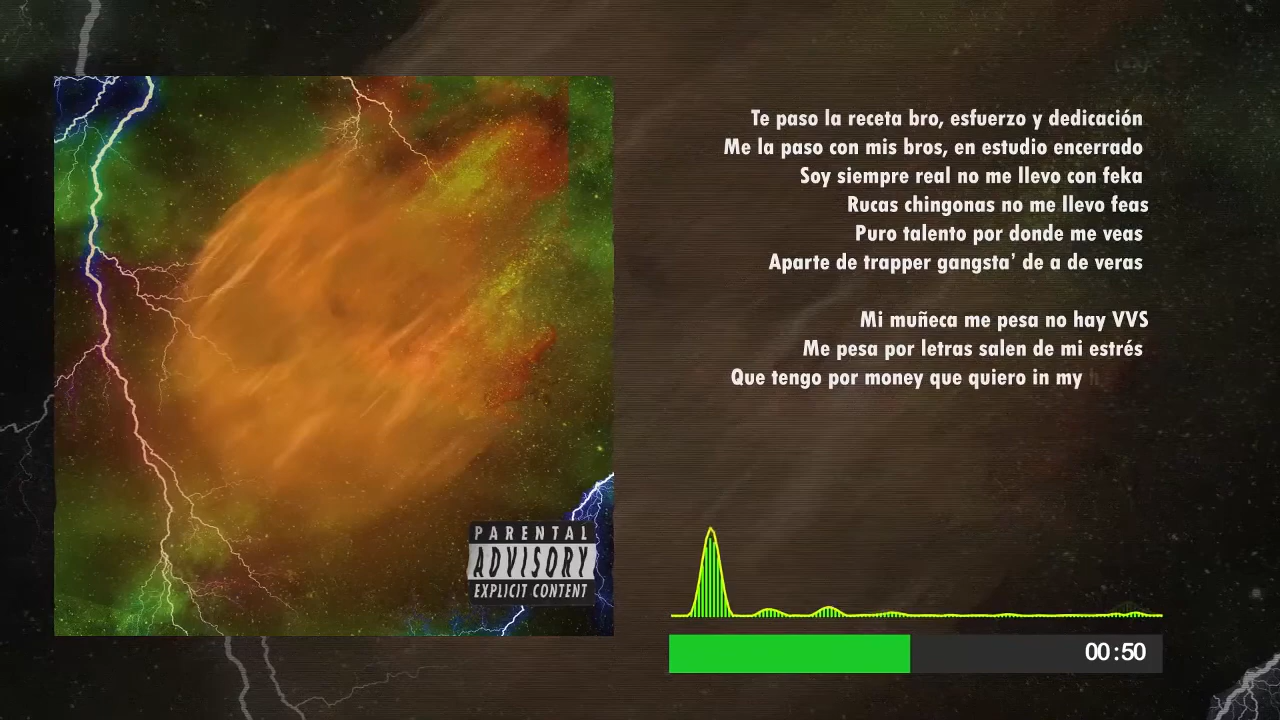 Te paso la receta bro, esfuerzo y dedicación
Me la paso con mis bros, en estudio encerrado
Soy siempre real no me llevo con feka
Rucas chingonas no me llevo feas
Puro talento por donde me veas
Aparte de trapper gangsta’ de a de veras
Mi muñeca me pesa no hay VVS
Me pesa por letras salen de mi estrés
Que tengo por money que quiero in my
PARENTAL
ADVISORY
EXPLICIT CONTENT
00:50